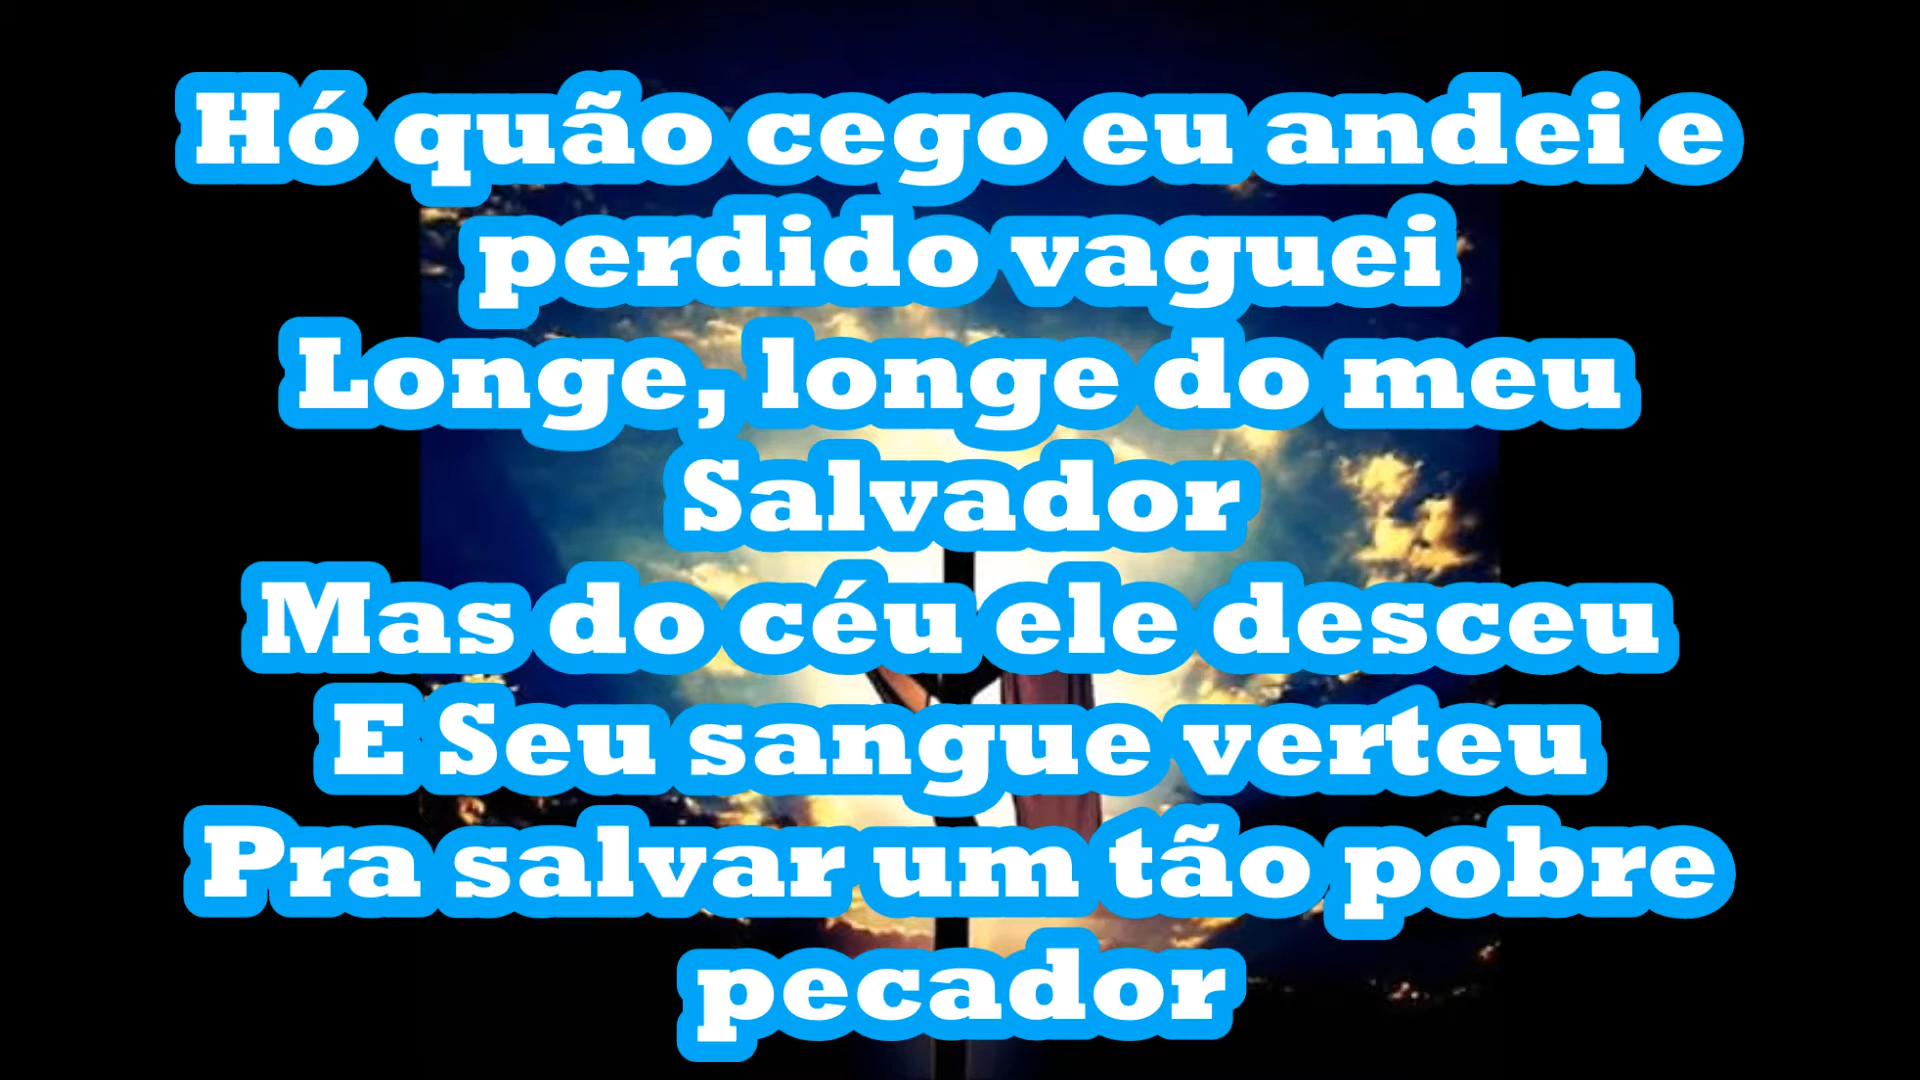 Hó quão cego eu andei e
perdido vaguei
Longe, longe do meu
Salvador
Mas do céu ele desceu
E Seu sangue verteu
Pra salvar um tão pobre
pecador